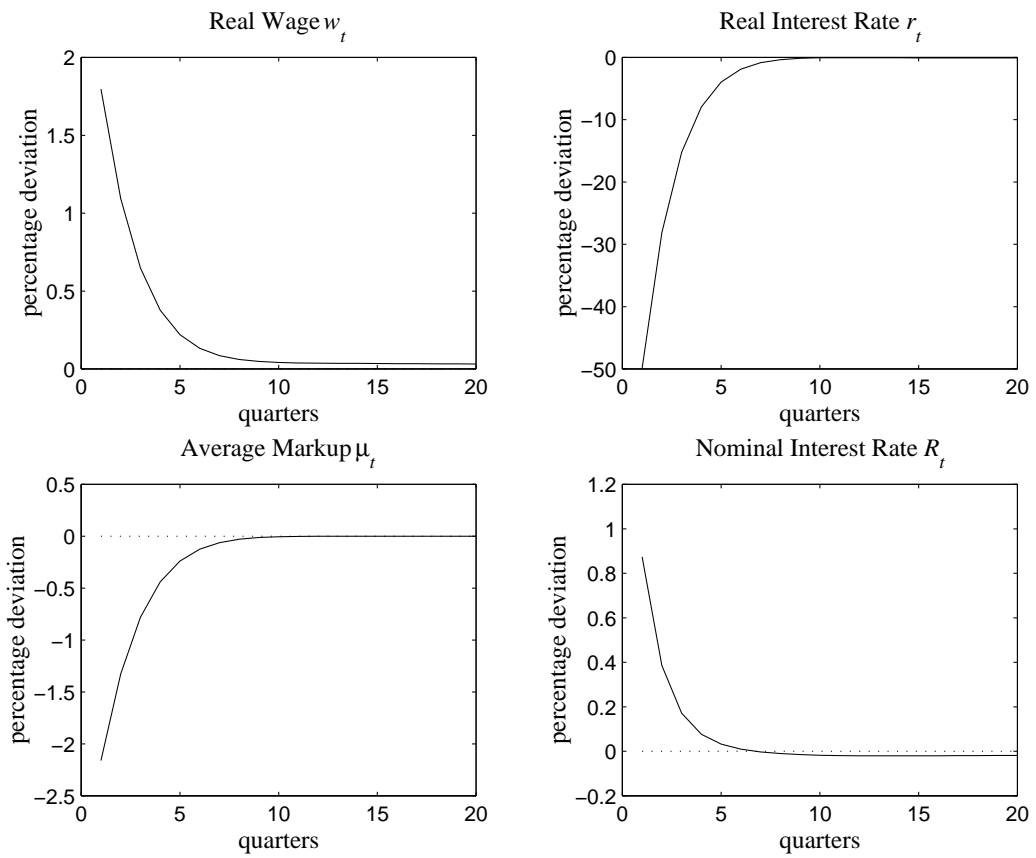 Real Wage w_t
2
1.5
1
0.5
0
percentage deviation
0 5 10 15 20
quarters
Real Interest Rate r_t
0
−10
−20
−30
−40
−50
percentage deviation
0 5 10 15 20
quarters
Average Markup μ_t
0.5
0
−0.5
−1
−1.5
−2
−2.5
percentage deviation
0 5 10 15 20
quarters
Nominal Interest Rate R_t
1.2
1
0.8
0.6
0.4
0.2
0
−0.2
percentage deviation
0 5 10 15 20
quarters